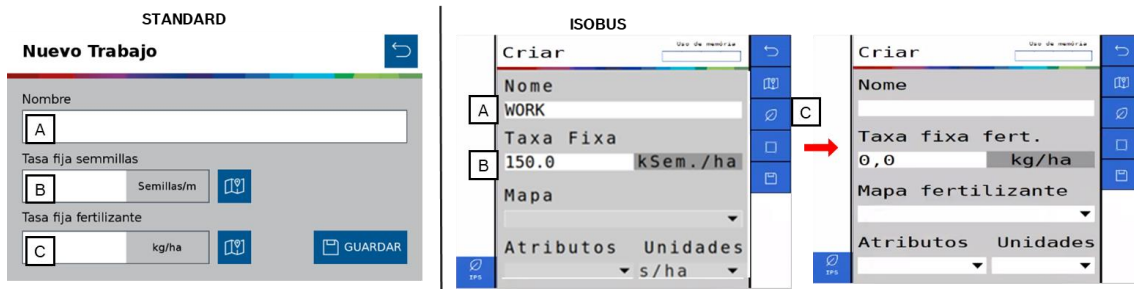 STANDARD
Nuevo Trabajo
Nombre
A
Tasa fija semmillas
B
Semillas/m
Tasa fija fertilizante
C
kg/ha
GUARDAR
ISOBUS
Criar
Uso de memória
Nome
A
WORK
Taxa Fixa
B
150.0
kSem./ha
Mapa
Atributos Unidades
s/ha
IPS
C
Criar
Uso de memória
Nome
Taxa fixa fert.
0,0
kg/ha
Mapa fertilizante
Atributos Unidades
IPS